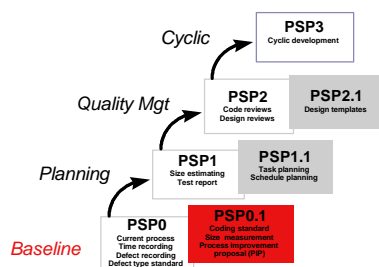 Cyclic
PSP3
Cyclic development
Quality Mgt
PSP2
Code reviews
Design reviews
PSP2.1
Design templates
Planning
PSP1
Size estimating
Test report
PSP1.1
Task planning
Schedule planning
Baseline
PSP0
Current process
Time recording
Defect recording
Defect type standard
PSP0.1
Coding standard
Size measurement
Process improvement
proposal (PIP)